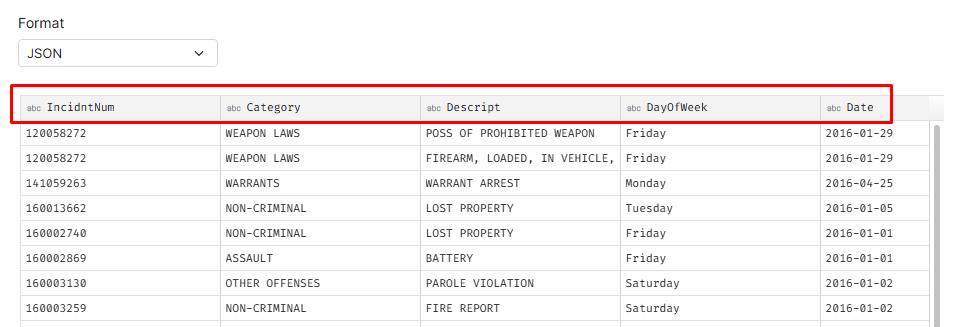 Format
JSON
abc IncidntNum abc Category abc Descript abc DayOfWeek abc Date
120058272 WEAPON LAWS POSS OF PROHIBITED WEAPON Friday 2016-01-29
120058272 WEAPON LAWS FIREARM, LOADED, IN VEHICLE, Friday 2016-01-29
141059263 WARRANTS WARRANT ARREST Monday 2016-04-25
160013662 NON-CRIMINAL LOST PROPERTY Tuesday 2016-01-05
160002740 NON-CRIMINAL LOST PROPERTY Friday 2016-01-01
160002869 ASSAULT BATTERY Friday 2016-01-01
160003130 OTHER OFFENSES PAROLE VIOLATION Saturday 2016-01-02
160003259 NON-CRIMINAL FIRE REPORT Saturday 2016-01-02